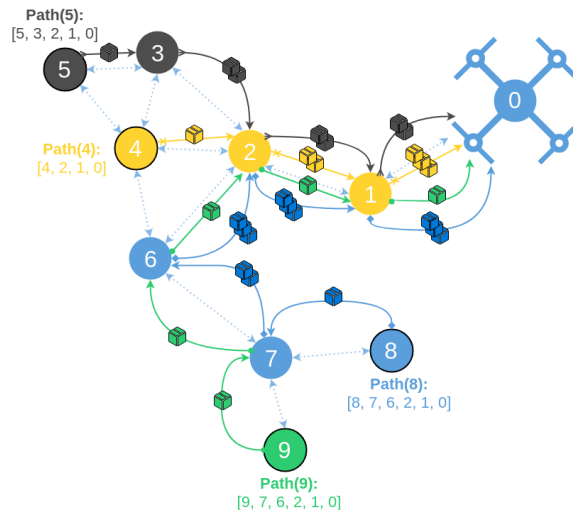 Path(5):
[5, 3, 2, 1, 0]
3
5
0
4
Path(4):
[4, 2, 1, 0]
2
1
6
7
8
Path(8):
[8, 7, 6, 2, 1, 0]
9
Path(9):
[9, 7, 6, 2, 1, 0]